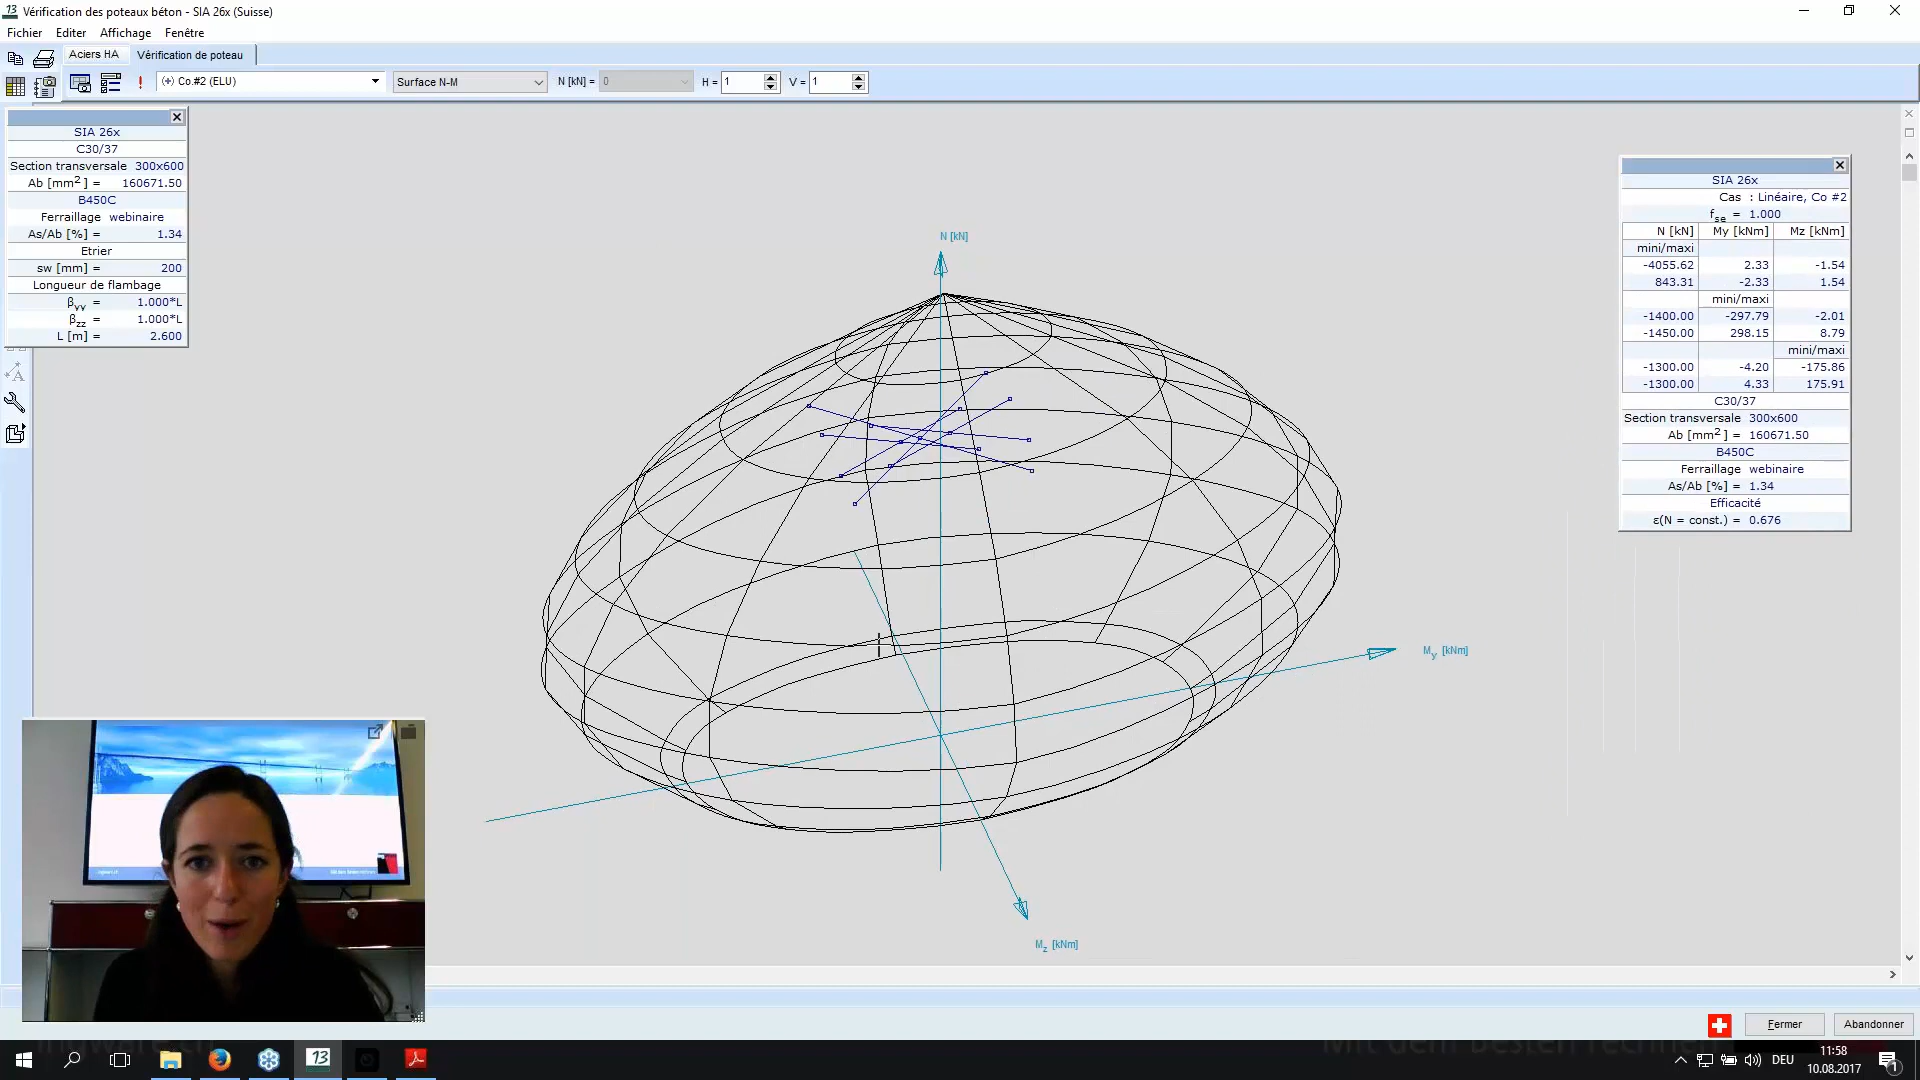 13 Vérification des poteaux béton - SIA 26x (Suisse)
Fichier Editer Affichage Fenêtre
Aciers HA Vérification de poteau
! (+) Co.#2 (ELU) Surface N-M N [kN] = 0 H = 1 V = 1
SIA 26x
C30/37
Section transversale 300x600
Ab [mm²] = 160671.50
B450C
Ferraillage webinaire
As/Ab [%] = 1.34
Etrier
sw [mm] = 200
Longueur de flambage
βyy = 1.000*L
βzz = 1.000*L
L [m] = 2.600
N [kN]
My [kNm]
Mz [kNm]
SIA 26x
Cas : Linéaire, Co #2
fse = 1.000
N [kN] My [kNm] Mz [kNm]
mini/maxi
-4055.62 2.33 -1.54
843.31 -2.33 1.54
mini/maxi
-1400.00 -297.79 -2.01
-1450.00 298.15 8.79
mini/maxi
-1300.00 -4.20 -175.86
-1300.00 4.33 175.91
C30/37
Section transversale 300x600
Ab [mm²] = 160671.50
B450C
Ferraillage webinaire
As/Ab [%] = 1.34
Efficacité
ε(N = const.) = 0.676
Fermer Abandonner
13 DEU 11:58
10.08.2017 1